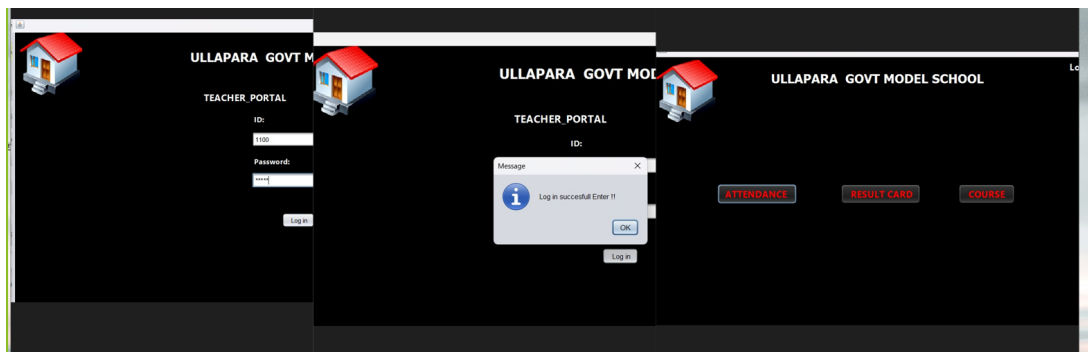 ULLAPARA GOVT M
TEACHER_PORTAL
ID:
1100
Password:
*****
Log in
ULLAPARA GOVT MOD
TEACHER_PORTAL
ID:
Message
X
Log in succesfull Enter !!
OK
Log in
Lo
ULLAPARA GOVT MODEL SCHOOL
ATTENDANCE
RESULT CARD
COURSE